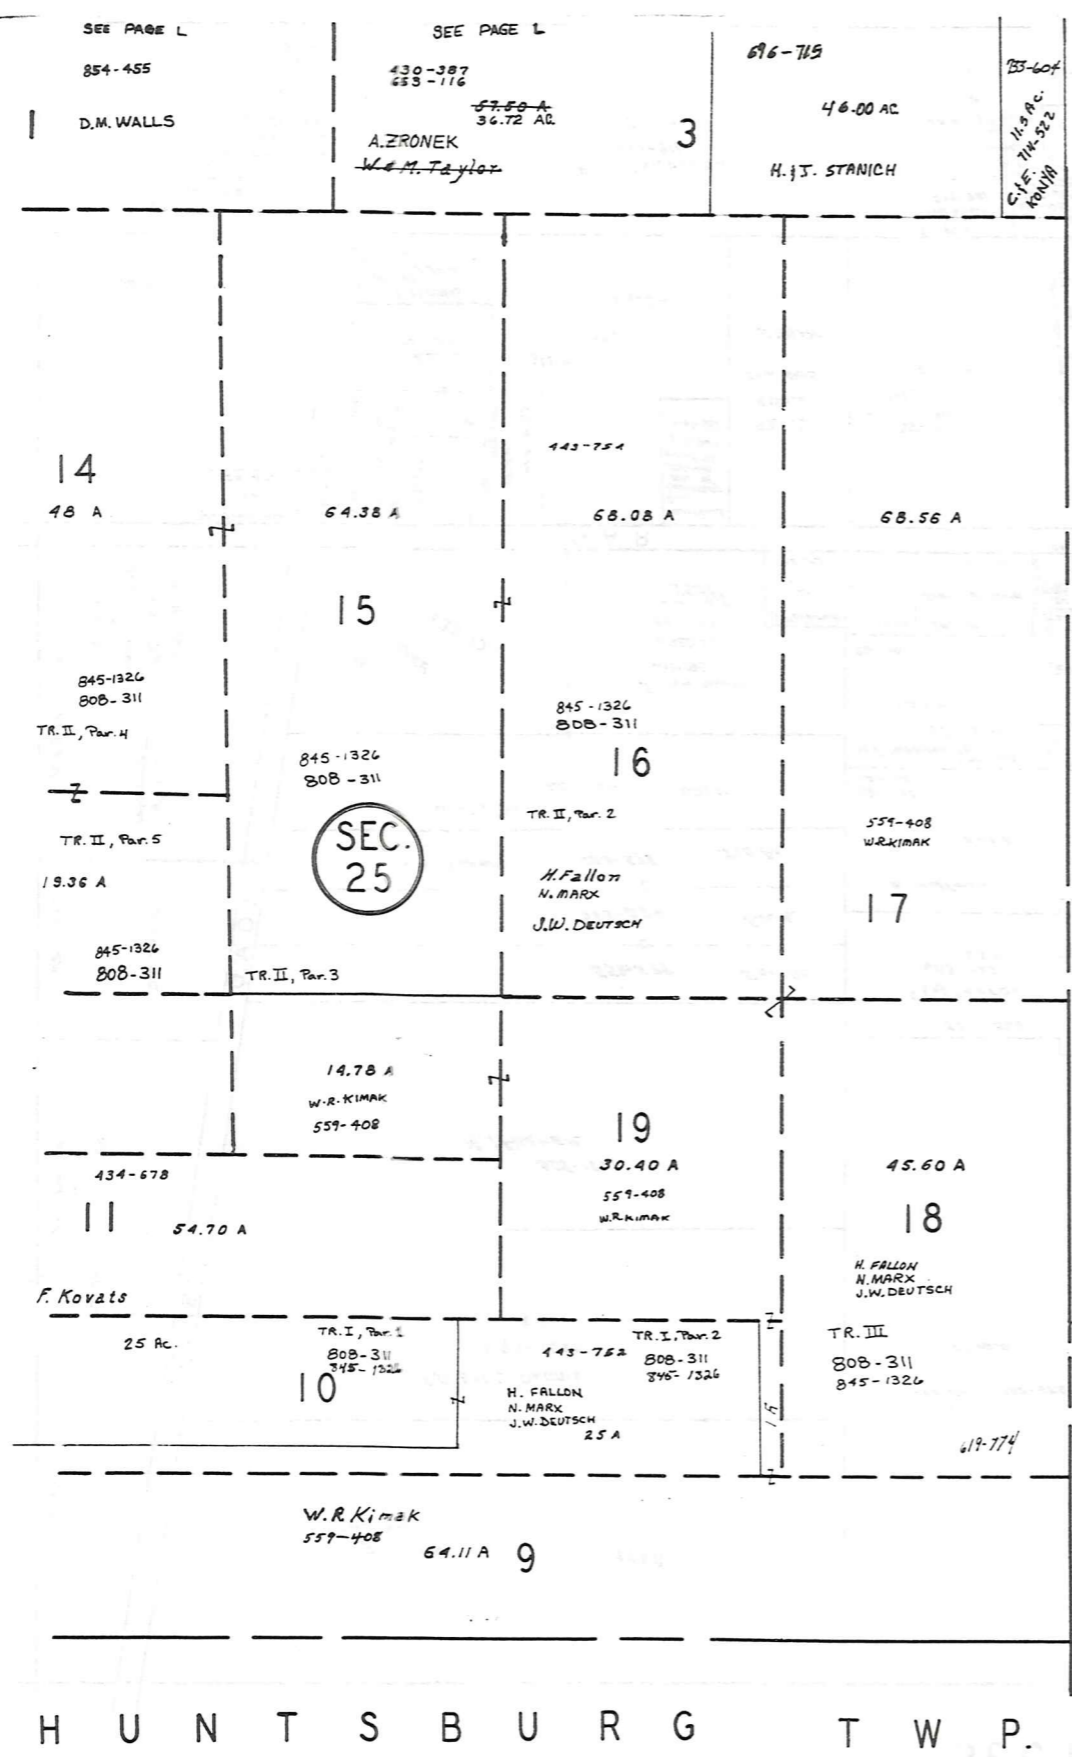 SEE PAGE L
854-455
1
D.M. WALLS
SEE PAGE L
430-387
653-116
57.50 A
36.72 AC.
A.ZRONEK
W & M. Taylor
3
696-715
46.00 AC
H. & J. STANICH
733-604
11.5 Ac.
714-522
C. & E.
KONYA
14
48 A
845-1326
808-311
TR. II, Par. 4
TR. II, Par. 5
19.36 A
845-1326
808-311
64.38 A
15
845-1326
808-311
SEC.
25
TR. II, Par. 3
443-754
68.08 A
845-1326
808-311
16
TR. II, Par. 2
H. Fallon
N. MARX
J.W. DEUTSCH
68.56 A
559-408
W.R.KIMAK
17
14.78 A
W.R. KIMAK
559-408
434-678
11
54.70 A
F. Kovats
19
30.40 A
559-408
W.R.KIMAK
45.60 A
18
H. FALLON
N. MARX
J.W. DEUTSCH
TR. III
808-311
845-1326
619-774
25 Ac.
TR. I, Par. 1
808-311
845-1326
10
443-752
H. FALLON
N. MARX
J.W. DEUTSCH
25 A
TR. I, Par. 2
808-311
845-1326
W.R Kimak
559-408
64.11 A
9
HUNTSBURG TWP.